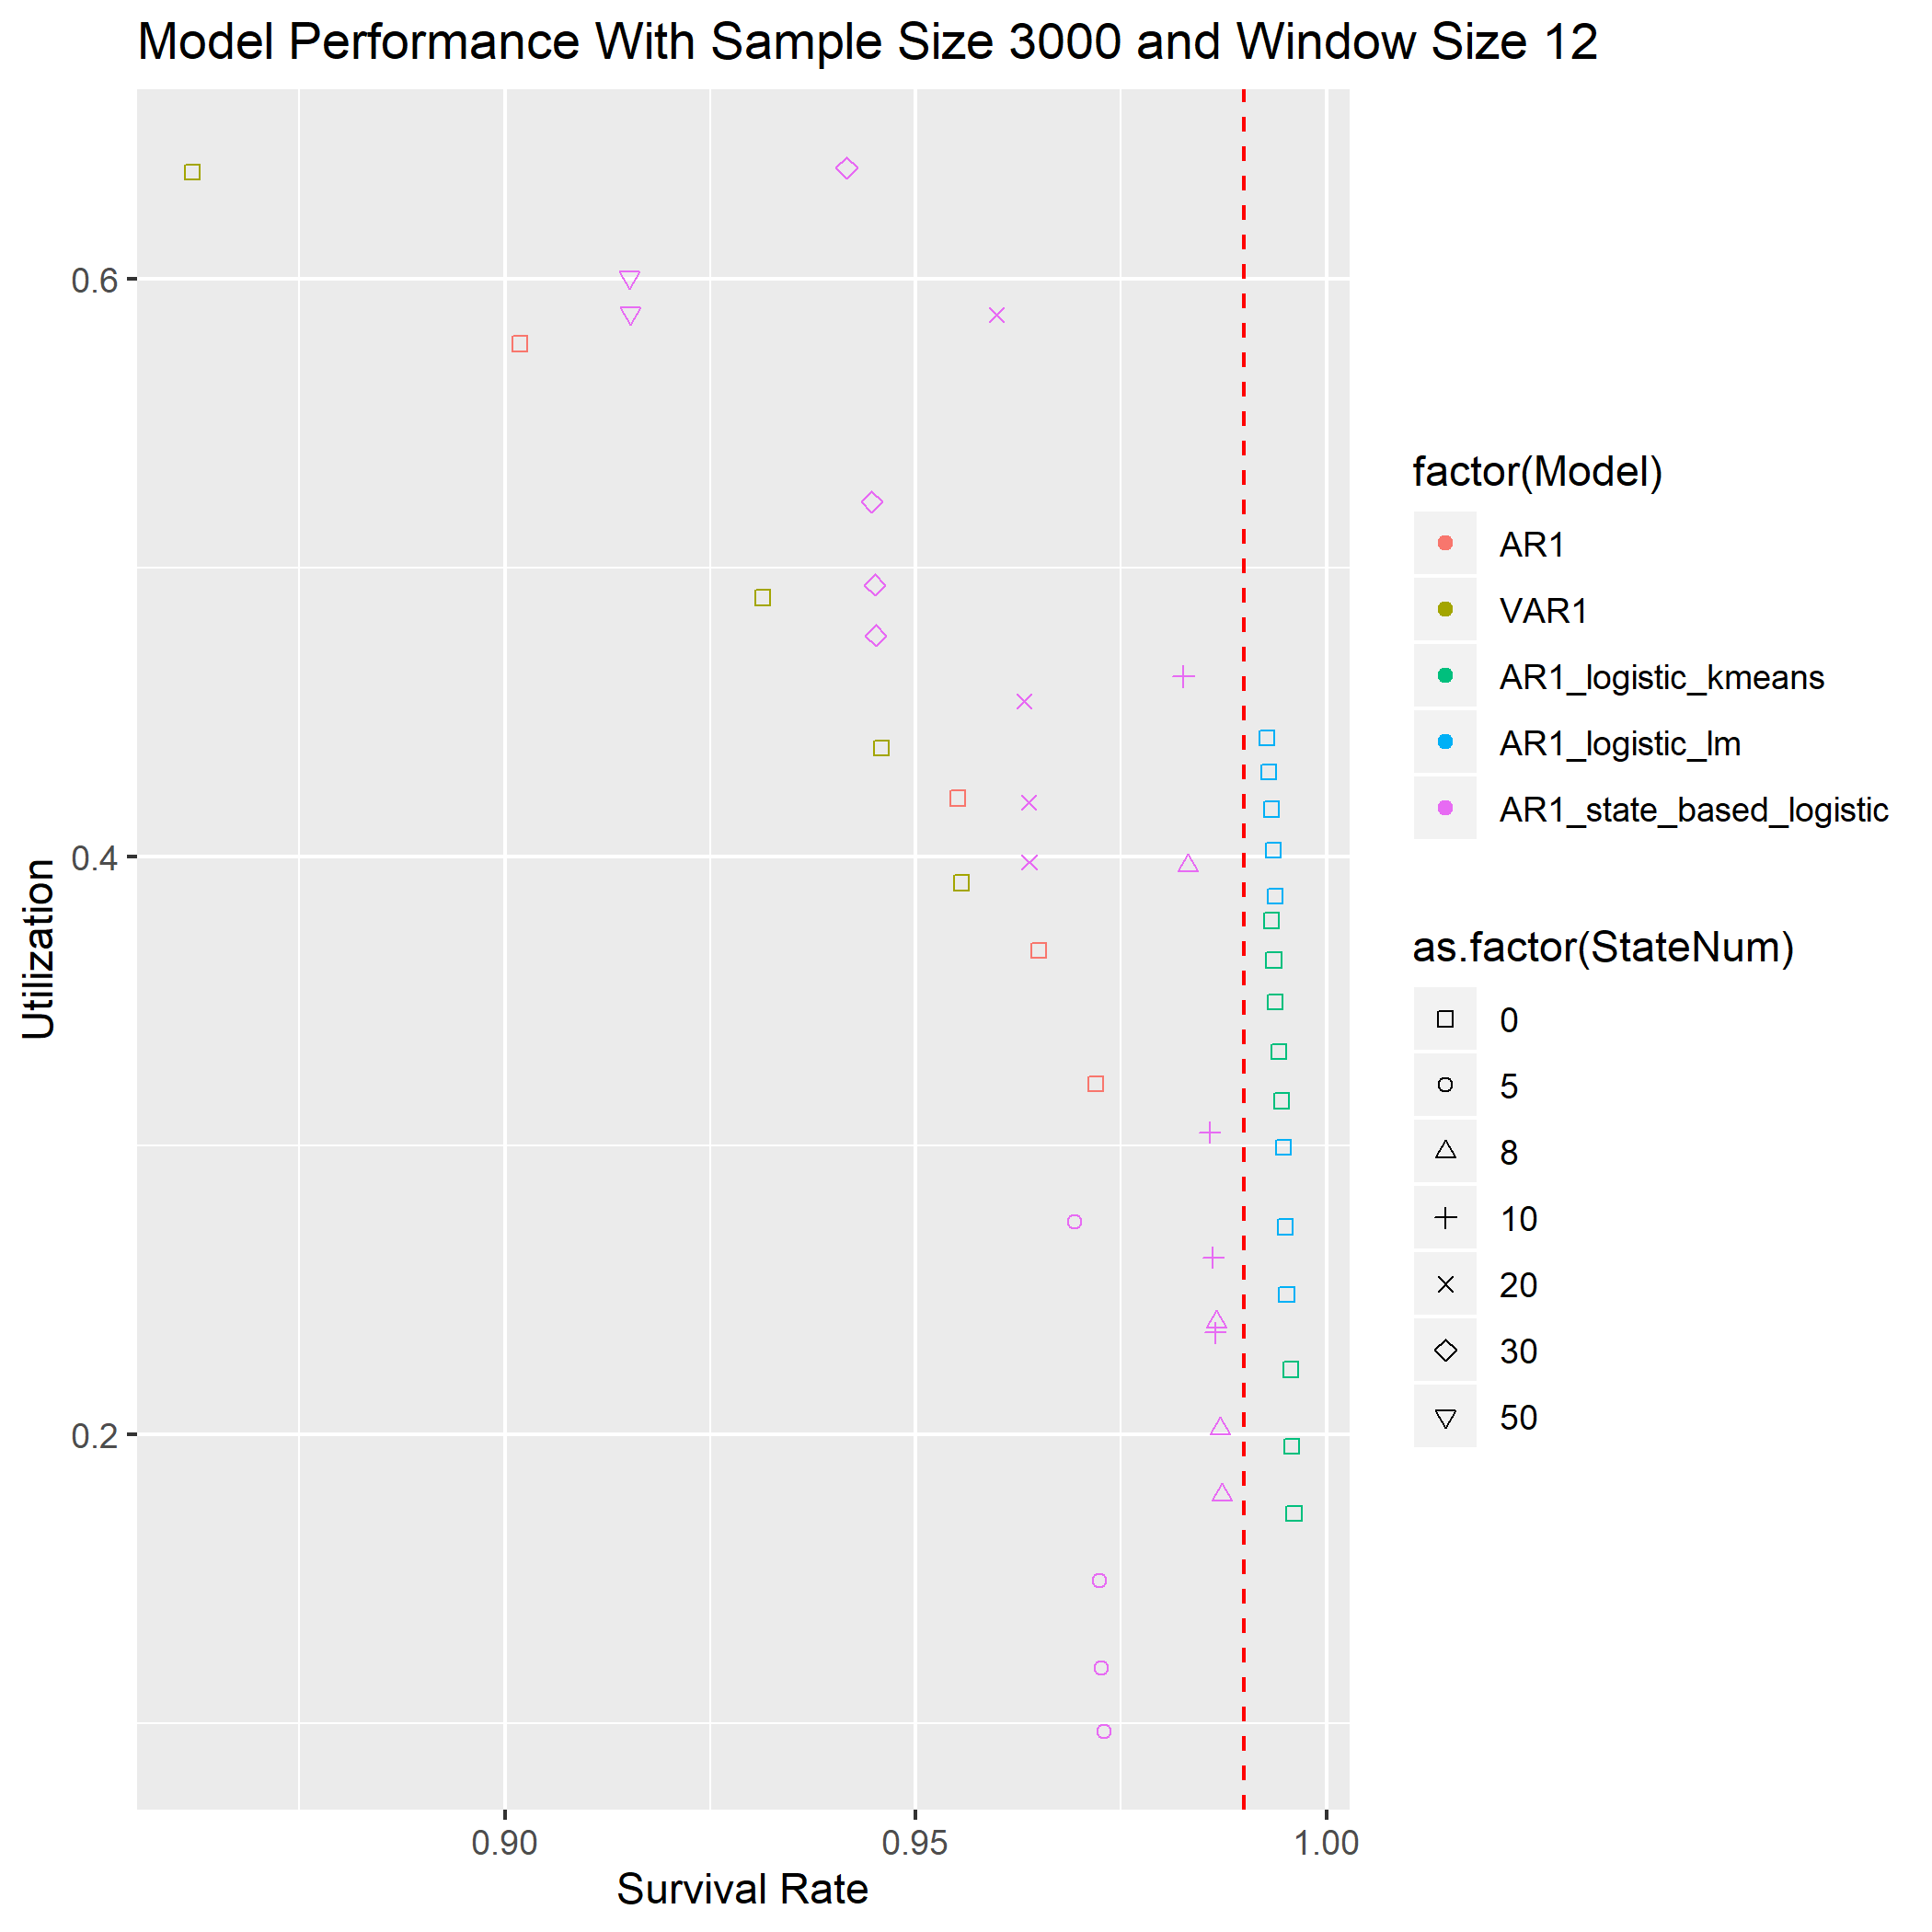 Model Performance With Sample Size 3000 and Window Size 12
0.6
0.4
0.2
Utilization
0.90
0.95
1.00
Survival Rate
factor(Model)
AR1
VAR1
AR1_logistic_kmeans
AR1_logistic_lm
AR1_state_based_logistic
as.factor(StateNum)
0
5
8
10
20
30
50